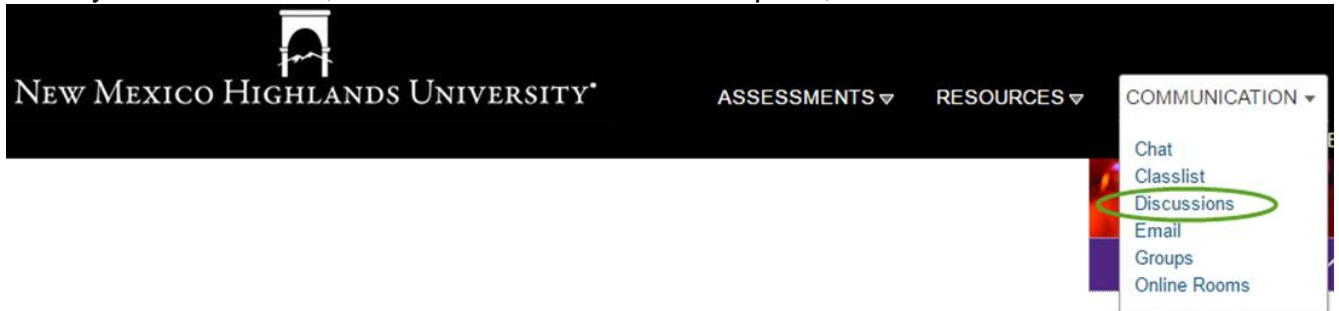 NEW MEXICO HIGHLANDS UNIVERSITY
ASSESSMENTS RESOURCES COMMUNICATION
Chat
Classlist
Discussions
Email
Groups
Online Rooms